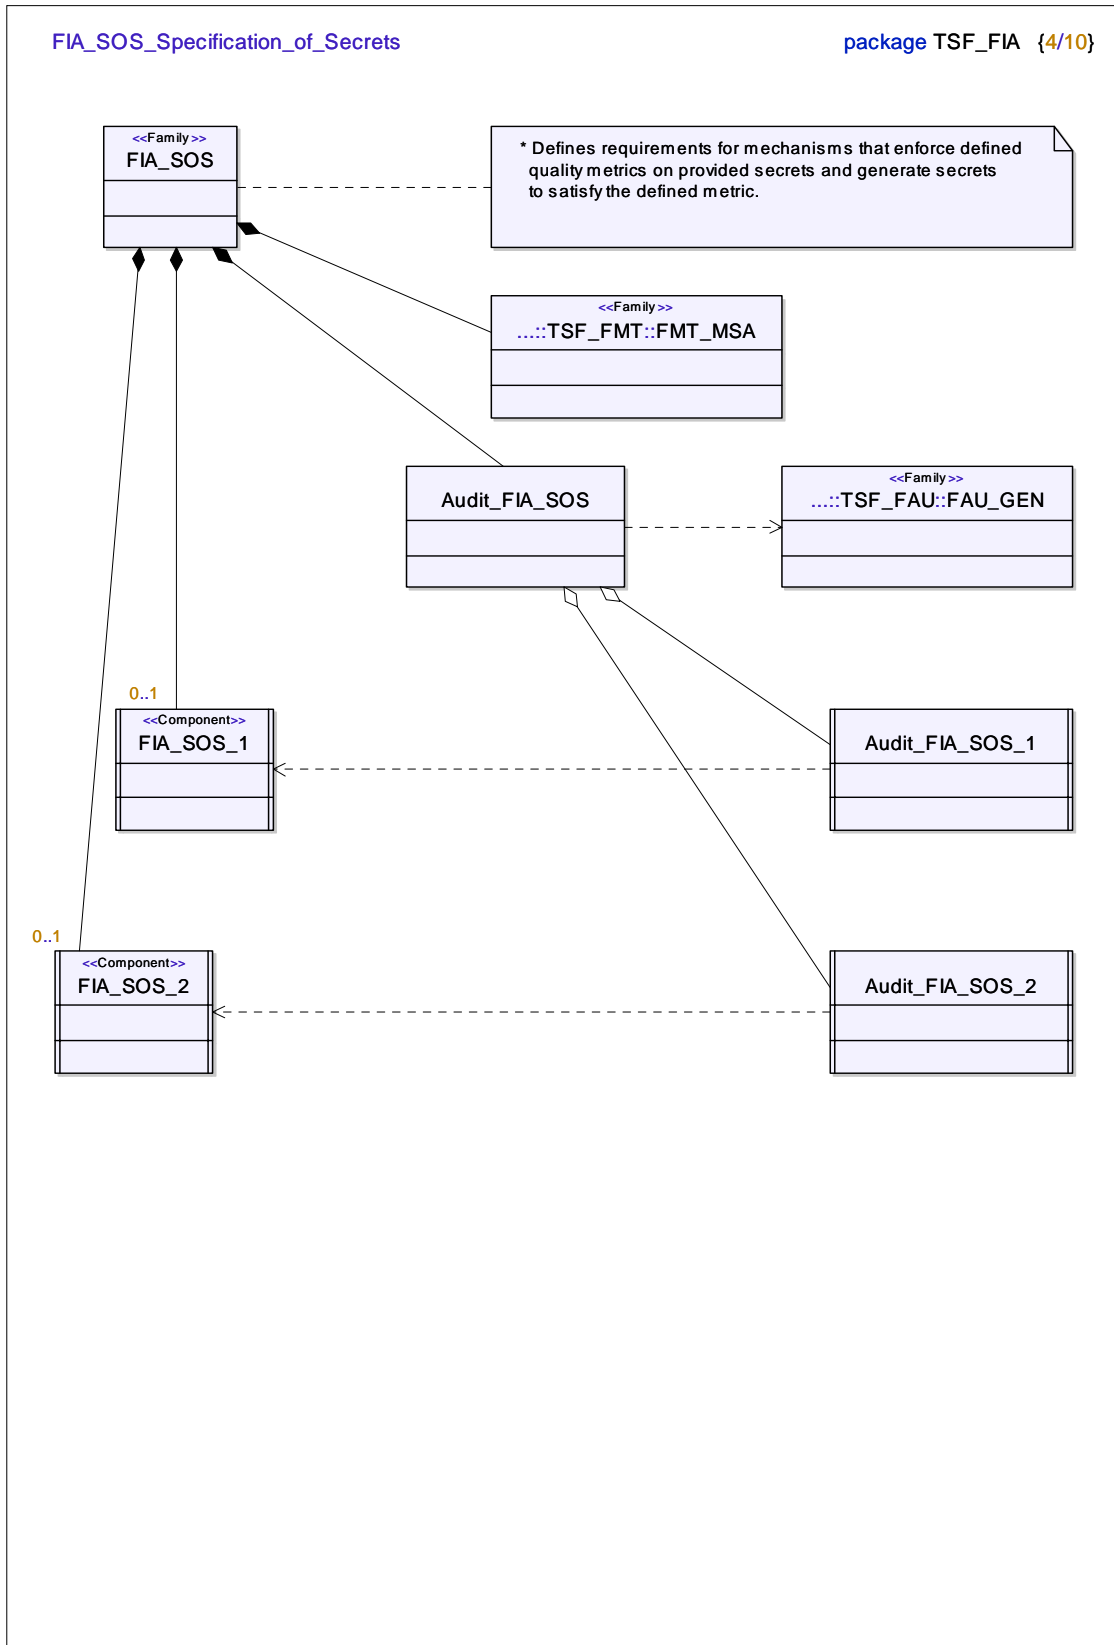 FIA_SOS_Specification_of_Secrets
package TSF_FIA {4/10}
<<Family>>
FIA_SOS
* Defines requirements for mechanisms that enforce defined
quality metrics on provided secrets and generate secrets
to satisfy the defined metric.
<<Family>>
...::TSF_FMT::FMT_MSA
Audit_FIA_SOS
<<Family>>
...::TSF_FAU::FAU_GEN
0..1
<<Component>>
FIA_SOS_1
Audit_FIA_SOS_1
0..1
<<Component>>
FIA_SOS_2
Audit_FIA_SOS_2